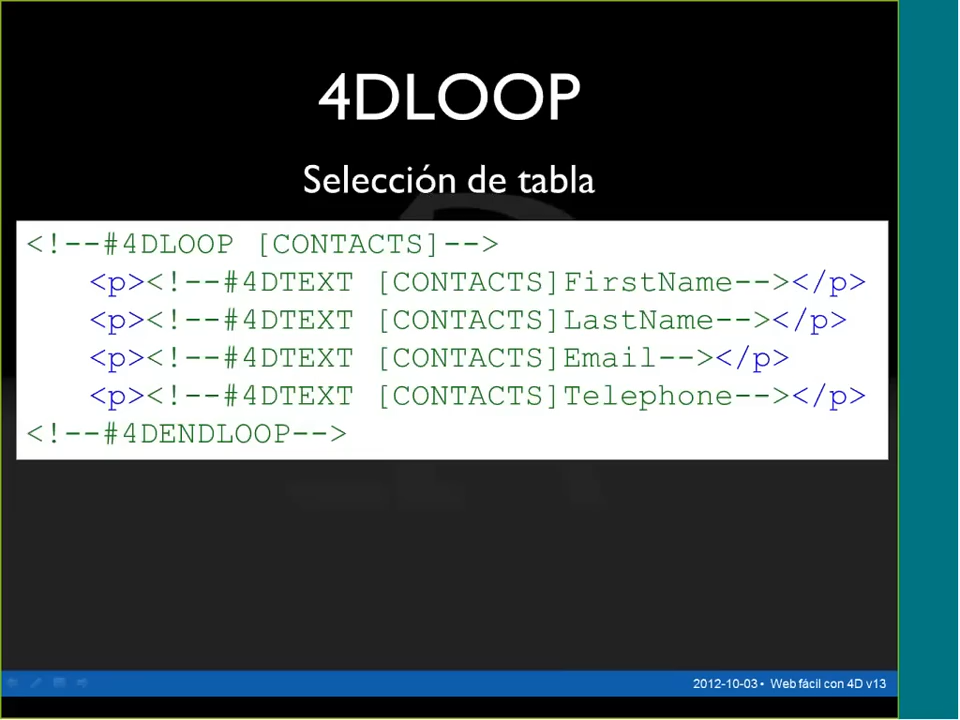 4DLOOP
Selección de tabla
<!--#4DLOOP [CONTACTS]-->
<p><!--#4DTEXT [CONTACTS]FirstName--></p>
<p><!--#4DTEXT [CONTACTS]LastName--></p>
<p><!--#4DTEXT [CONTACTS]Email--></p>
<p><!--#4DTEXT [CONTACTS]Telephone--></p>
<!--#4DENDLOOP-->
2012-10-03 • Web fácil con 4D v13